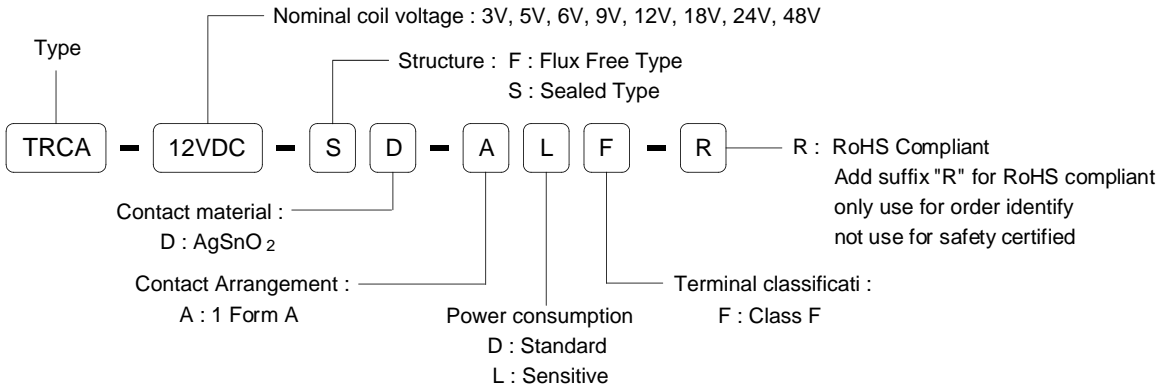 Nominal coil voltage : 3V, 5V, 6V, 9V, 12V, 18V, 24V, 48V
Type
Structure : F : Flux Free Type
S : Sealed Type
TRCA - 12VDC - S D - A L F - R
R : RoHS Compliant
Add suffix "R" for RoHS compliant
only use for order identify
not use for safety certified
Contact material :
D : AgSnO2
Contact Arrangement :
A : 1 Form A
Power consumption
D : Standard
L : Sensitive
Terminal classificati :
F : Class F